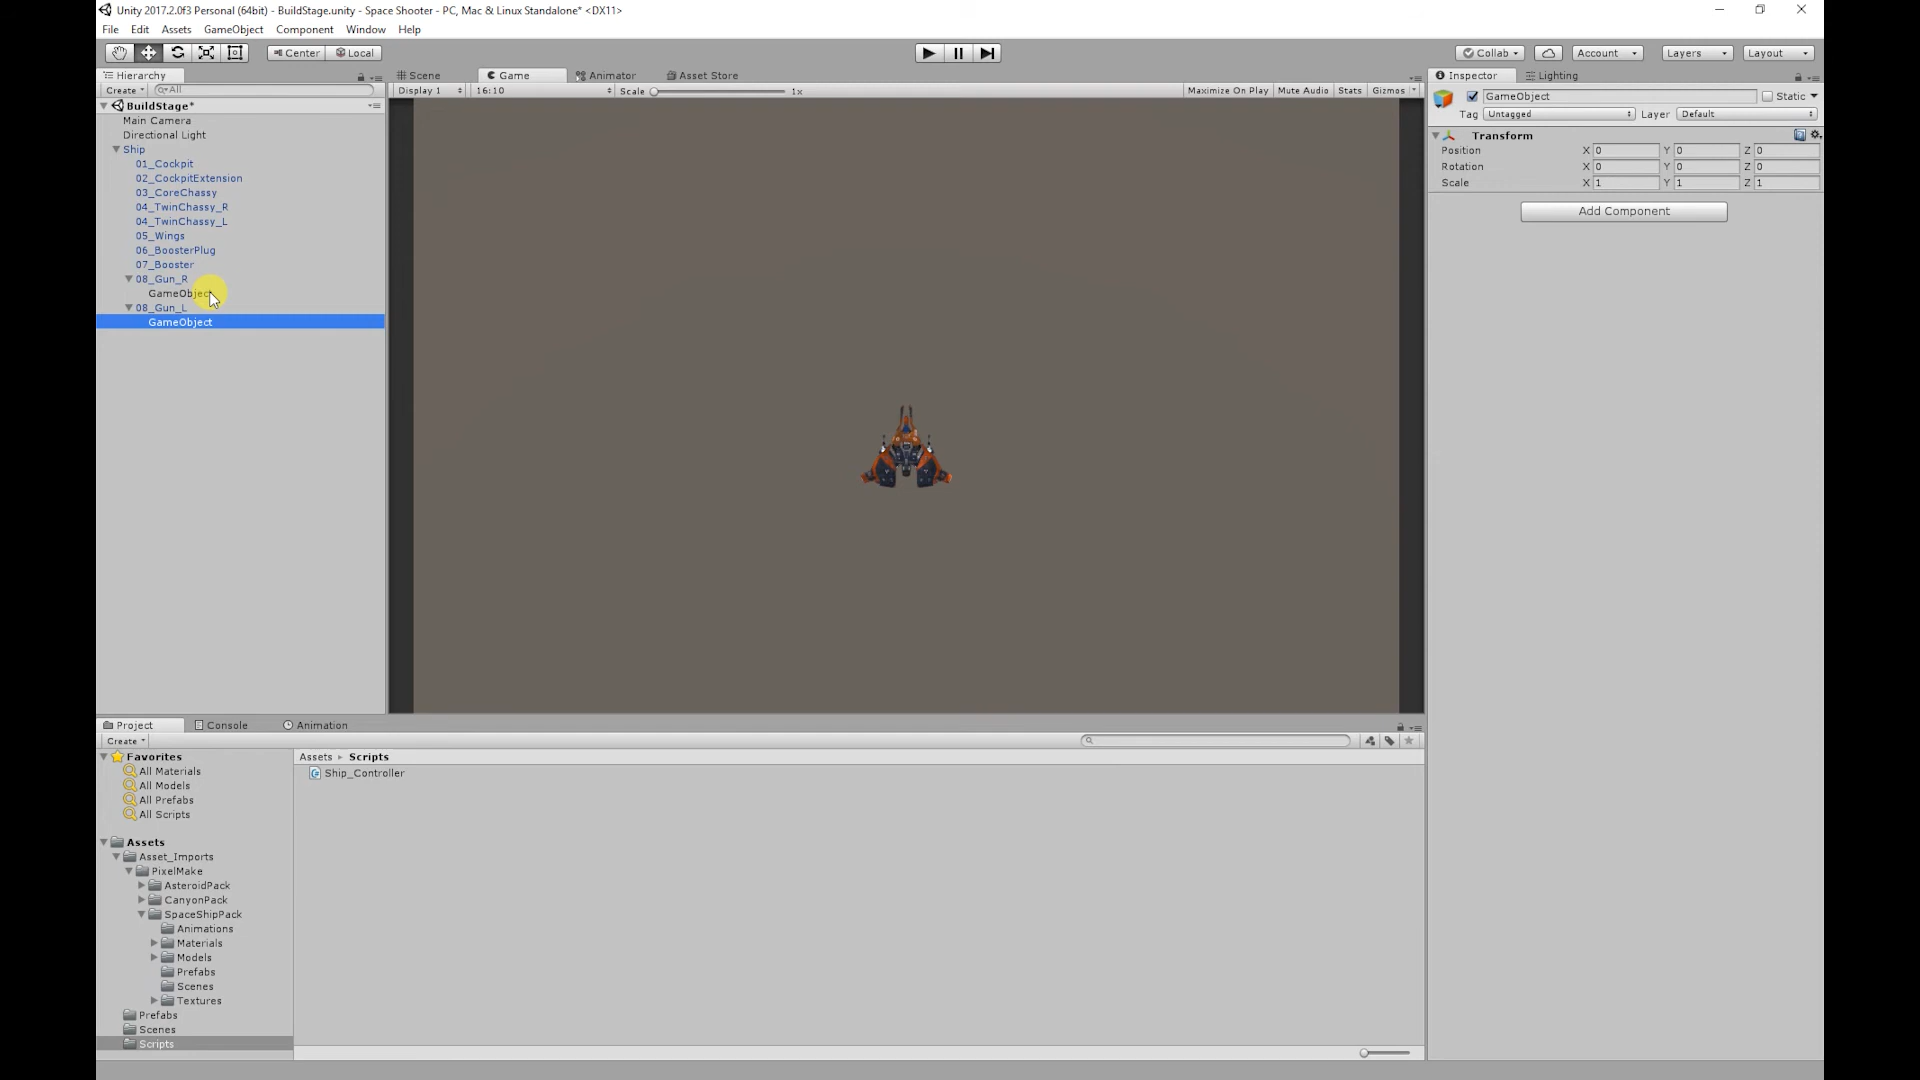 Unity 2017.2.0f3 Personal (64bit) - BuildStage.unity - Space Shooter - PC, Mac & Linux Standalone* <DX11>
File Edit Assets GameObject Component Window Help
Center Local Collab Account Layers Layout
Hierarchy Scene Game Animator Asset Store Inspector Lighting
Create All Display 1 16:10 Scale 1x Maximize On Play Mute Audio Stats Gizmos
GameObject Static
Tag Untagged Layer Default
BuildStage*
Main Camera
Directional Light
Ship
01_Cockpit
02_CockpitExtension
03_CoreChassy
04_TwinChassy_R
04_TwinChassy_L
05_Wings
06_BoosterPlug
07_Booster
08_Gun_R
GameObject
08_Gun_L
GameObject
Transform
Position X 0 Y 0 Z 0
Rotation X 0 Y 0 Z 0
Scale X 1 Y 1 Z 1
Add Component
Project Console Animation
Create
Favorites
All Materials
All Models
All Prefabs
All Scripts
Assets
Asset_Imports
PixelMake
AsteroidPack
CanyonPack
SpaceShipPack
Animations
Materials
Models
Prefabs
Scenes
Textures
Prefabs
Scenes
Scripts
Assets Scripts
Ship_Controller